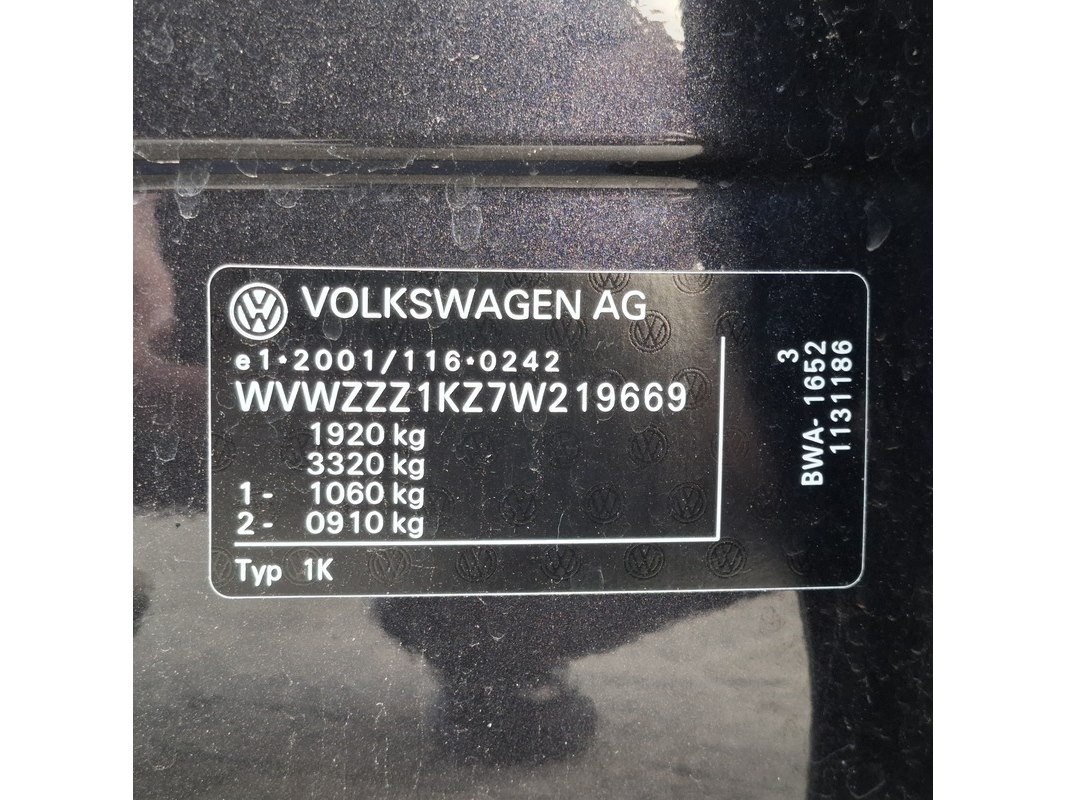 VOLKSWAGEN AG
e1*2001/116*0242
WVWZZZ1KZ7W219669
1920 kg
3320 kg
1- 1060 kg
2- 0910 kg
Typ 1K
3
BWA- 1652
1131186